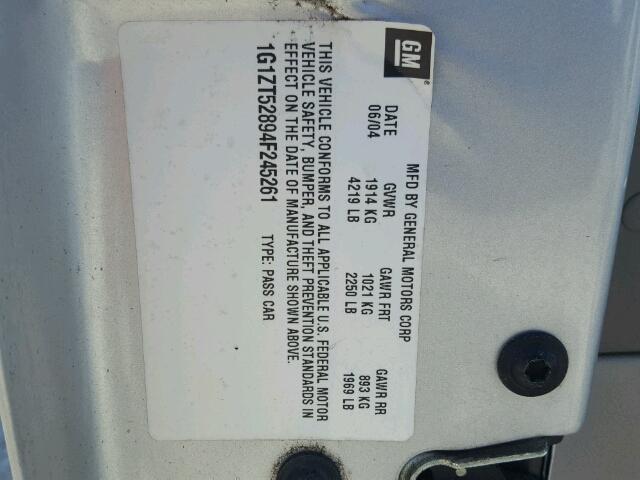 GM
MFD BY GENERAL MOTORS CORP
DATE GVWR GAWR FRT GAWR RR
06/04 1914 KG 1021 KG 893 KG
4219 LB 2250 LB 1969 LB
THIS VEHICLE CONFORMS TO ALL APPLICABLE U.S. FEDERAL MOTOR
VEHICLE SAFETY, BUMPER, AND THEFT PREVENTION STANDARDS IN
EFFECT ON THE DATE OF MANUFACTURE SHOWN ABOVE.
1G1ZT52894F245261 TYPE: PASS CAR